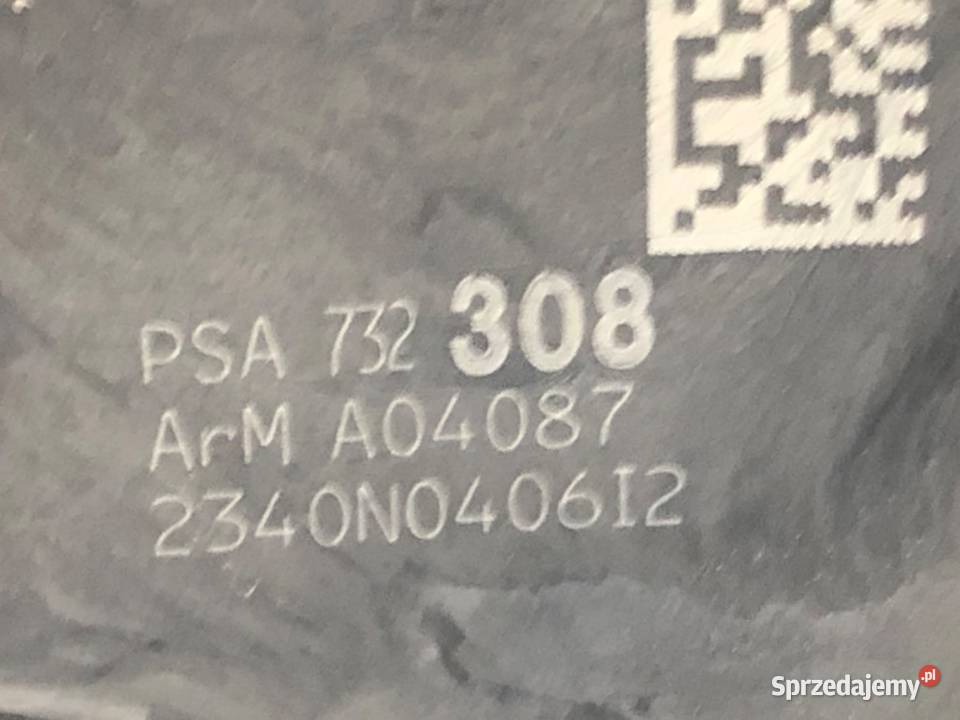 PSA 732 308
ArM A04087
2340N0406I2
Sprzedajemy.pl